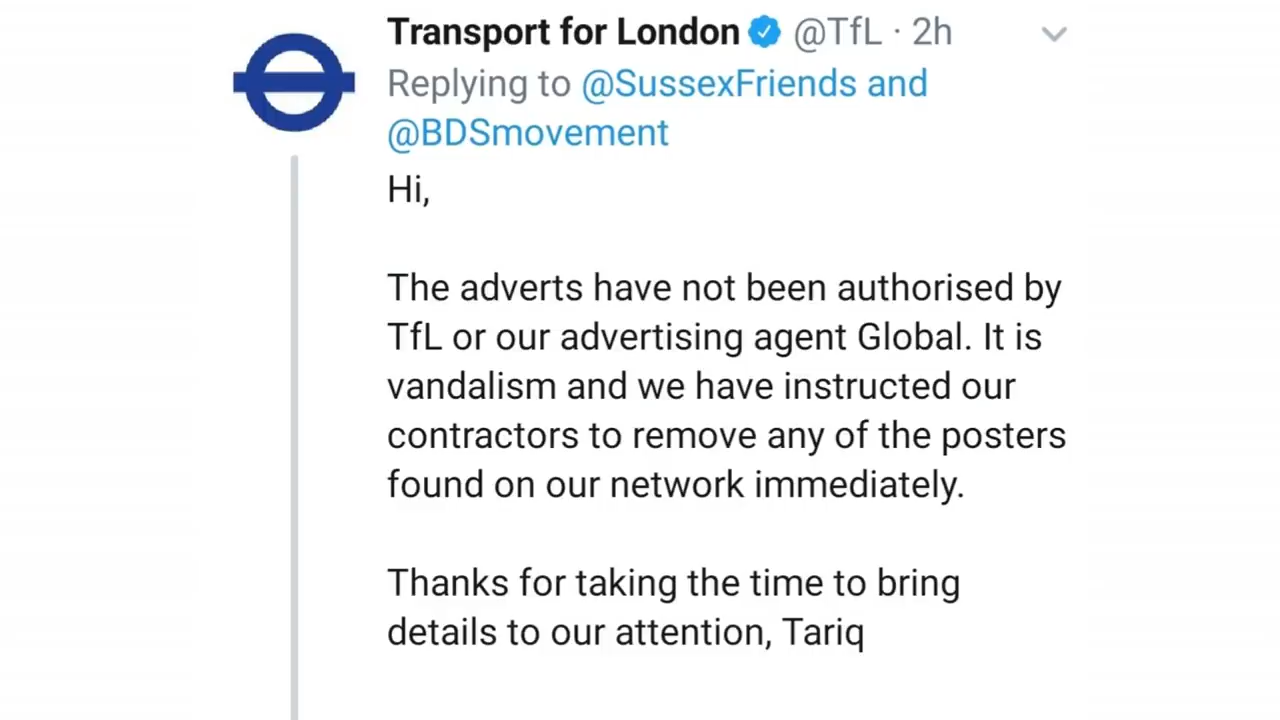 Transport for London @TfL · 2h
Replying to @SussexFriends and
@BDSmovement
Hi,
The adverts have not been authorised by
TfL or our advertising agent Global. It is
vandalism and we have instructed our
contractors to remove any of the posters
found on our network immediately.
Thanks for taking the time to bring
details to our attention, Tariq